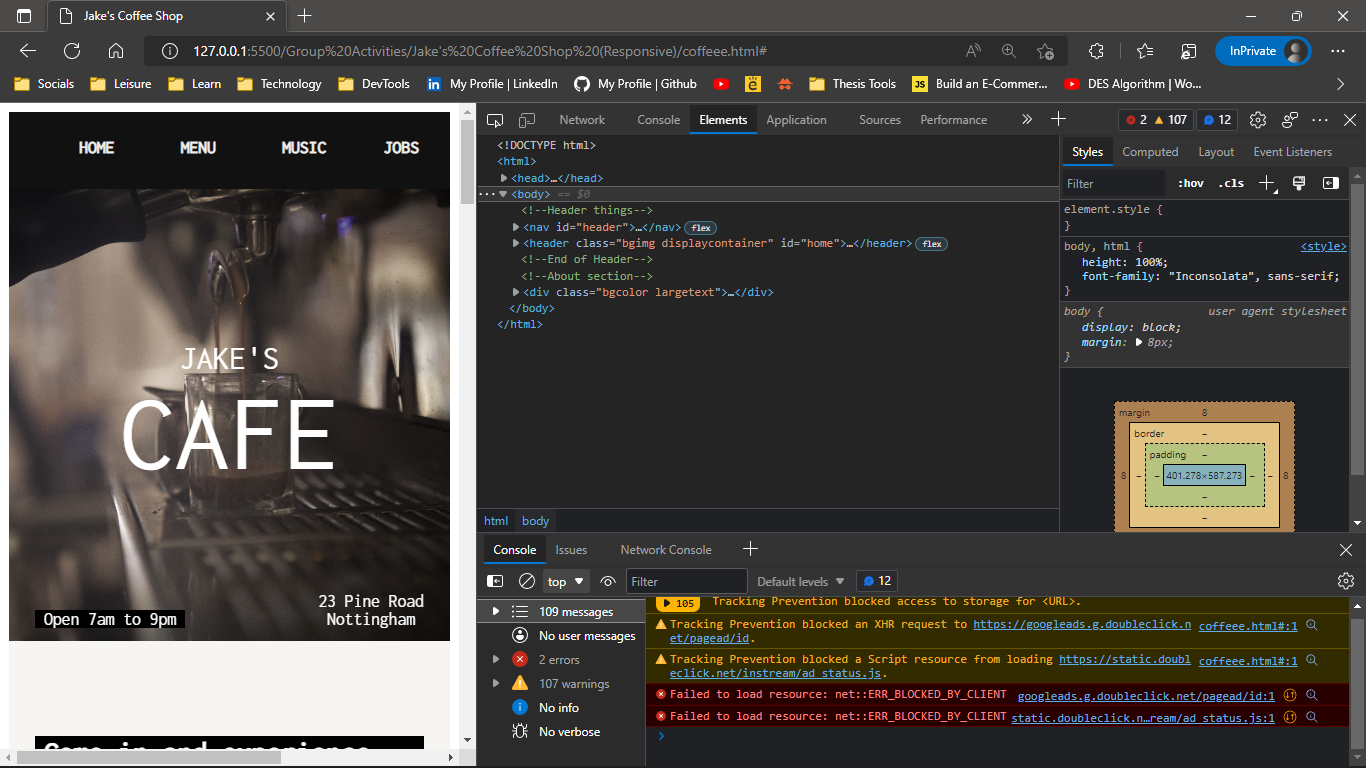 Jake's Coffee Shop
127.0.0.1:5500/Group%20Activities/Jake's%20Coffee%20Shop%20(Responsive)/coffeee.html#
InPrivate
Socials Leisure Learn Technology DevTools My Profile | LinkedIn My Profile | Github Thesis Tools JS Build an E-Commer... DES Algorithm | Wo...
HOME MENU MUSIC JOBS
JAKE'S
CAFE
Open 7am to 9pm
23 Pine Road
Nottingham
Network Console Elements Application Sources Performance 2 107 12
<!DOCTYPE html>
<html>
<head>…</head>
<body> == $0
<!--Header things-->
<nav id="header">…</nav> flex
<header class="bgimg displaycontainer" id="home">…</header> flex
<!--End of Header-->
<!--About section-->
<div class="bgcolor largetext">…</div>
</body>
</html>
html body
Styles Computed Layout Event Listeners
Filter :hov .cls
element.style {
}
body, html { <style>
height: 100%;
font-family: "Inconsolata", sans-serif;
}
body { user agent stylesheet
display: block;
margin: 8px;
}
margin 8
border –
padding –
8 – – 401.278×587.273 – – 8
–
–
Console Issues Network Console
top Filter Default levels 12
109 messages
No user messages
2 errors
107 warnings
No info
No verbose
105 Tracking Prevention blocked access to storage for <URL>.
Tracking Prevention blocked an XHR request to https://googleads.g.doubleclick.n coffeee.html#:1
et/pagead/id.
Tracking Prevention blocked a Script resource from loading https://static.doubl coffeee.html#:1
eclick.net/instream/ad_status.js.
Failed to load resource: net::ERR_BLOCKED_BY_CLIENT googleads.g.doubleclick.net/pagead/id:1
Failed to load resource: net::ERR_BLOCKED_BY_CLIENT static.doubleclick.n…ream/ad_status.js:1